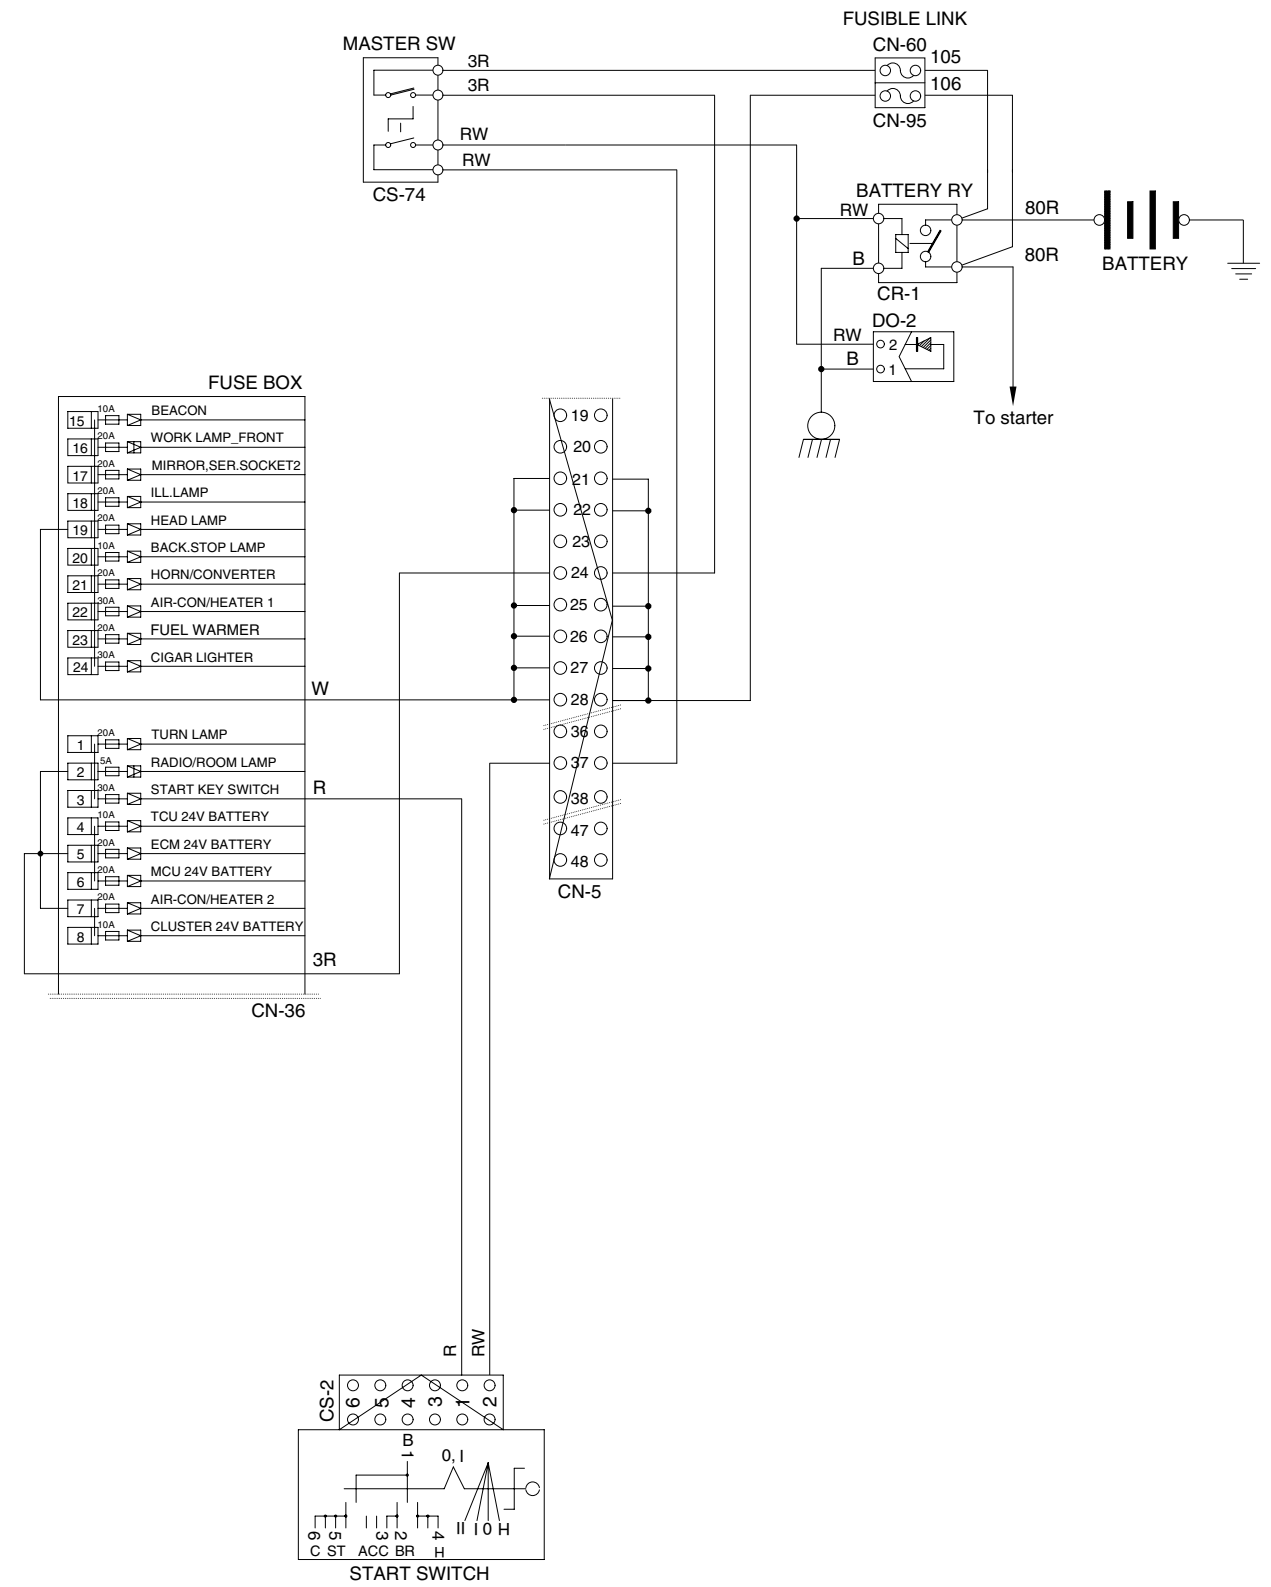 FUSIBLE LINK
MASTER SW
CN-60
3R
105
3R
106
CN-95
RW
RW
CS-74
BATTERY RY
RW
80R
B
80R
BATTERY
CR-1
DO-2
RW
2
B
1
To starter
FUSE BOX
15 10A BEACON
16 20A WORK LAMP_FRONT
17 20A MIRROR,SER.SOCKET2
18 20A ILL.LAMP
19 20A HEAD LAMP
20 10A BACK.STOP LAMP
21 20A HORN/CONVERTER
22 30A AIR-CON/HEATER 1
23 20A FUEL WARMER
24 30A CIGAR LIGHTER
W
1 20A TURN LAMP
2 5A RADIO/ROOM LAMP
3 30A START KEY SWITCH
R
4 10A TCU 24V BATTERY
5 20A ECM 24V BATTERY
6 20A MCU 24V BATTERY
7 20A AIR-CON/HEATER 2
8 10A CLUSTER 24V BATTERY
3R
CN-36
19
20
21
22
23
24
25
26
27
28
36
37
38
47
48
CN-5
R
RW
CS-2
6 5 4 3 1 2
B
1
0, I
II I 0 H
6 5 3 2 4
C ST ACC BR H
START SWITCH